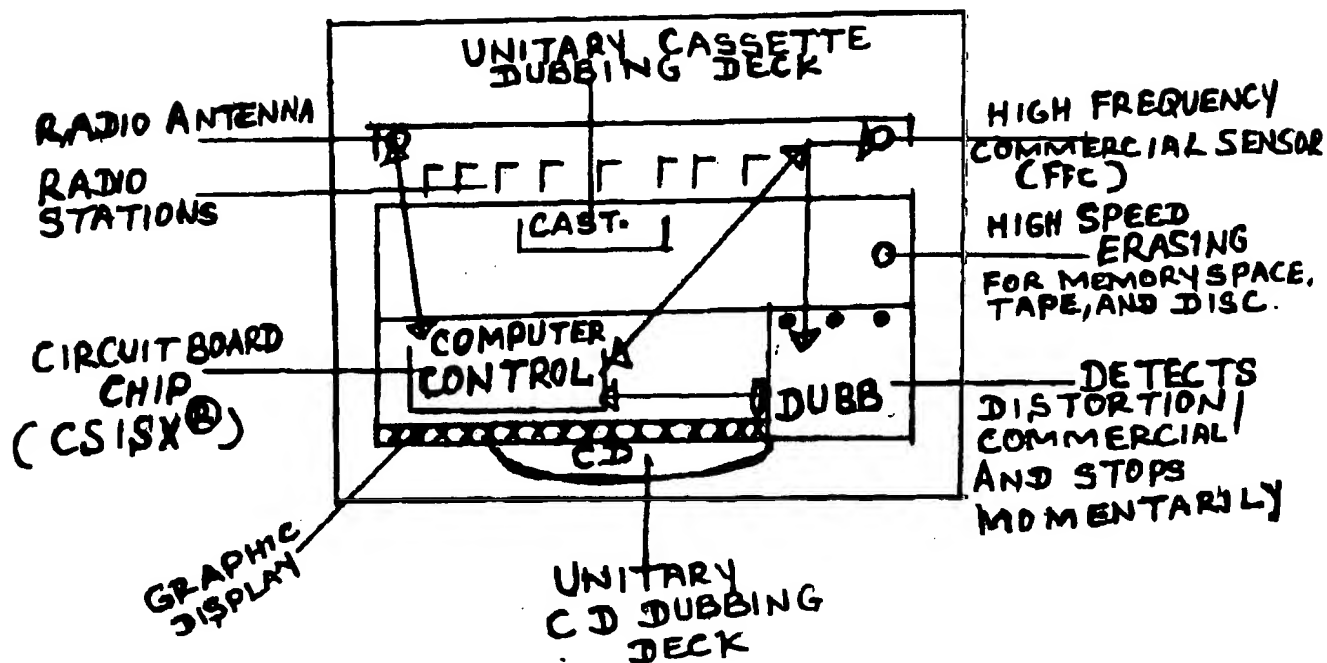 UNITARY CASSETTE
DUBBING DECK
RADIO ANTENNA
RADIO
STATIONS
HIGH FREQUENCY
COMMERCIAL SENSOR
(FFC)
CAST.
HIGH SPEED
ERASING
FOR MEMORY SPACE,
TAPE, AND DISC.
CIRCUIT BOARD
CHIP
(CSISX®)
COMPUTER
CONTROL
DUBB
DETECTS
DISTORTION/
COMMERCIAL
AND STOPS
MOMENTARILY
CD
GRAPHIC
DISPLAY
UNITARY
CD DUBBING
DECK